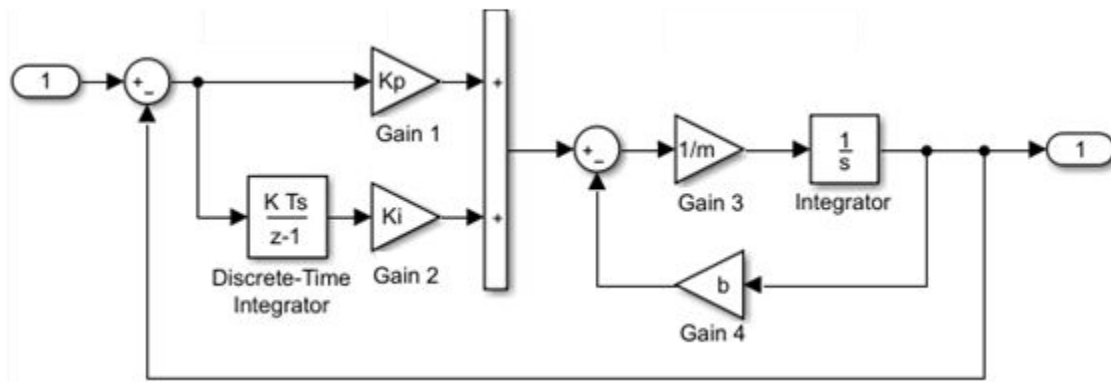 1
+
-
Kp
Gain 1
K Ts
z-1
Discrete-Time
Integrator
Ki
Gain 2
+
+
+
-
1/m
Gain 3
1
s
Integrator
b
Gain 4
1